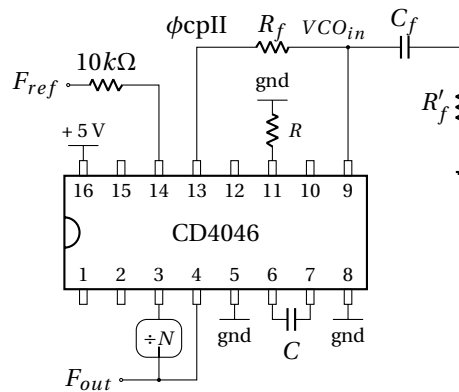 ϕcpII R_f VCO_in C_f
10kΩ
F_ref
gnd
R'_f
R
+5V
16 15 14 13 12 11 10 9
CD4046
1 2 3 4 5 6 7 8
÷N
gnd
C
gnd
F_out